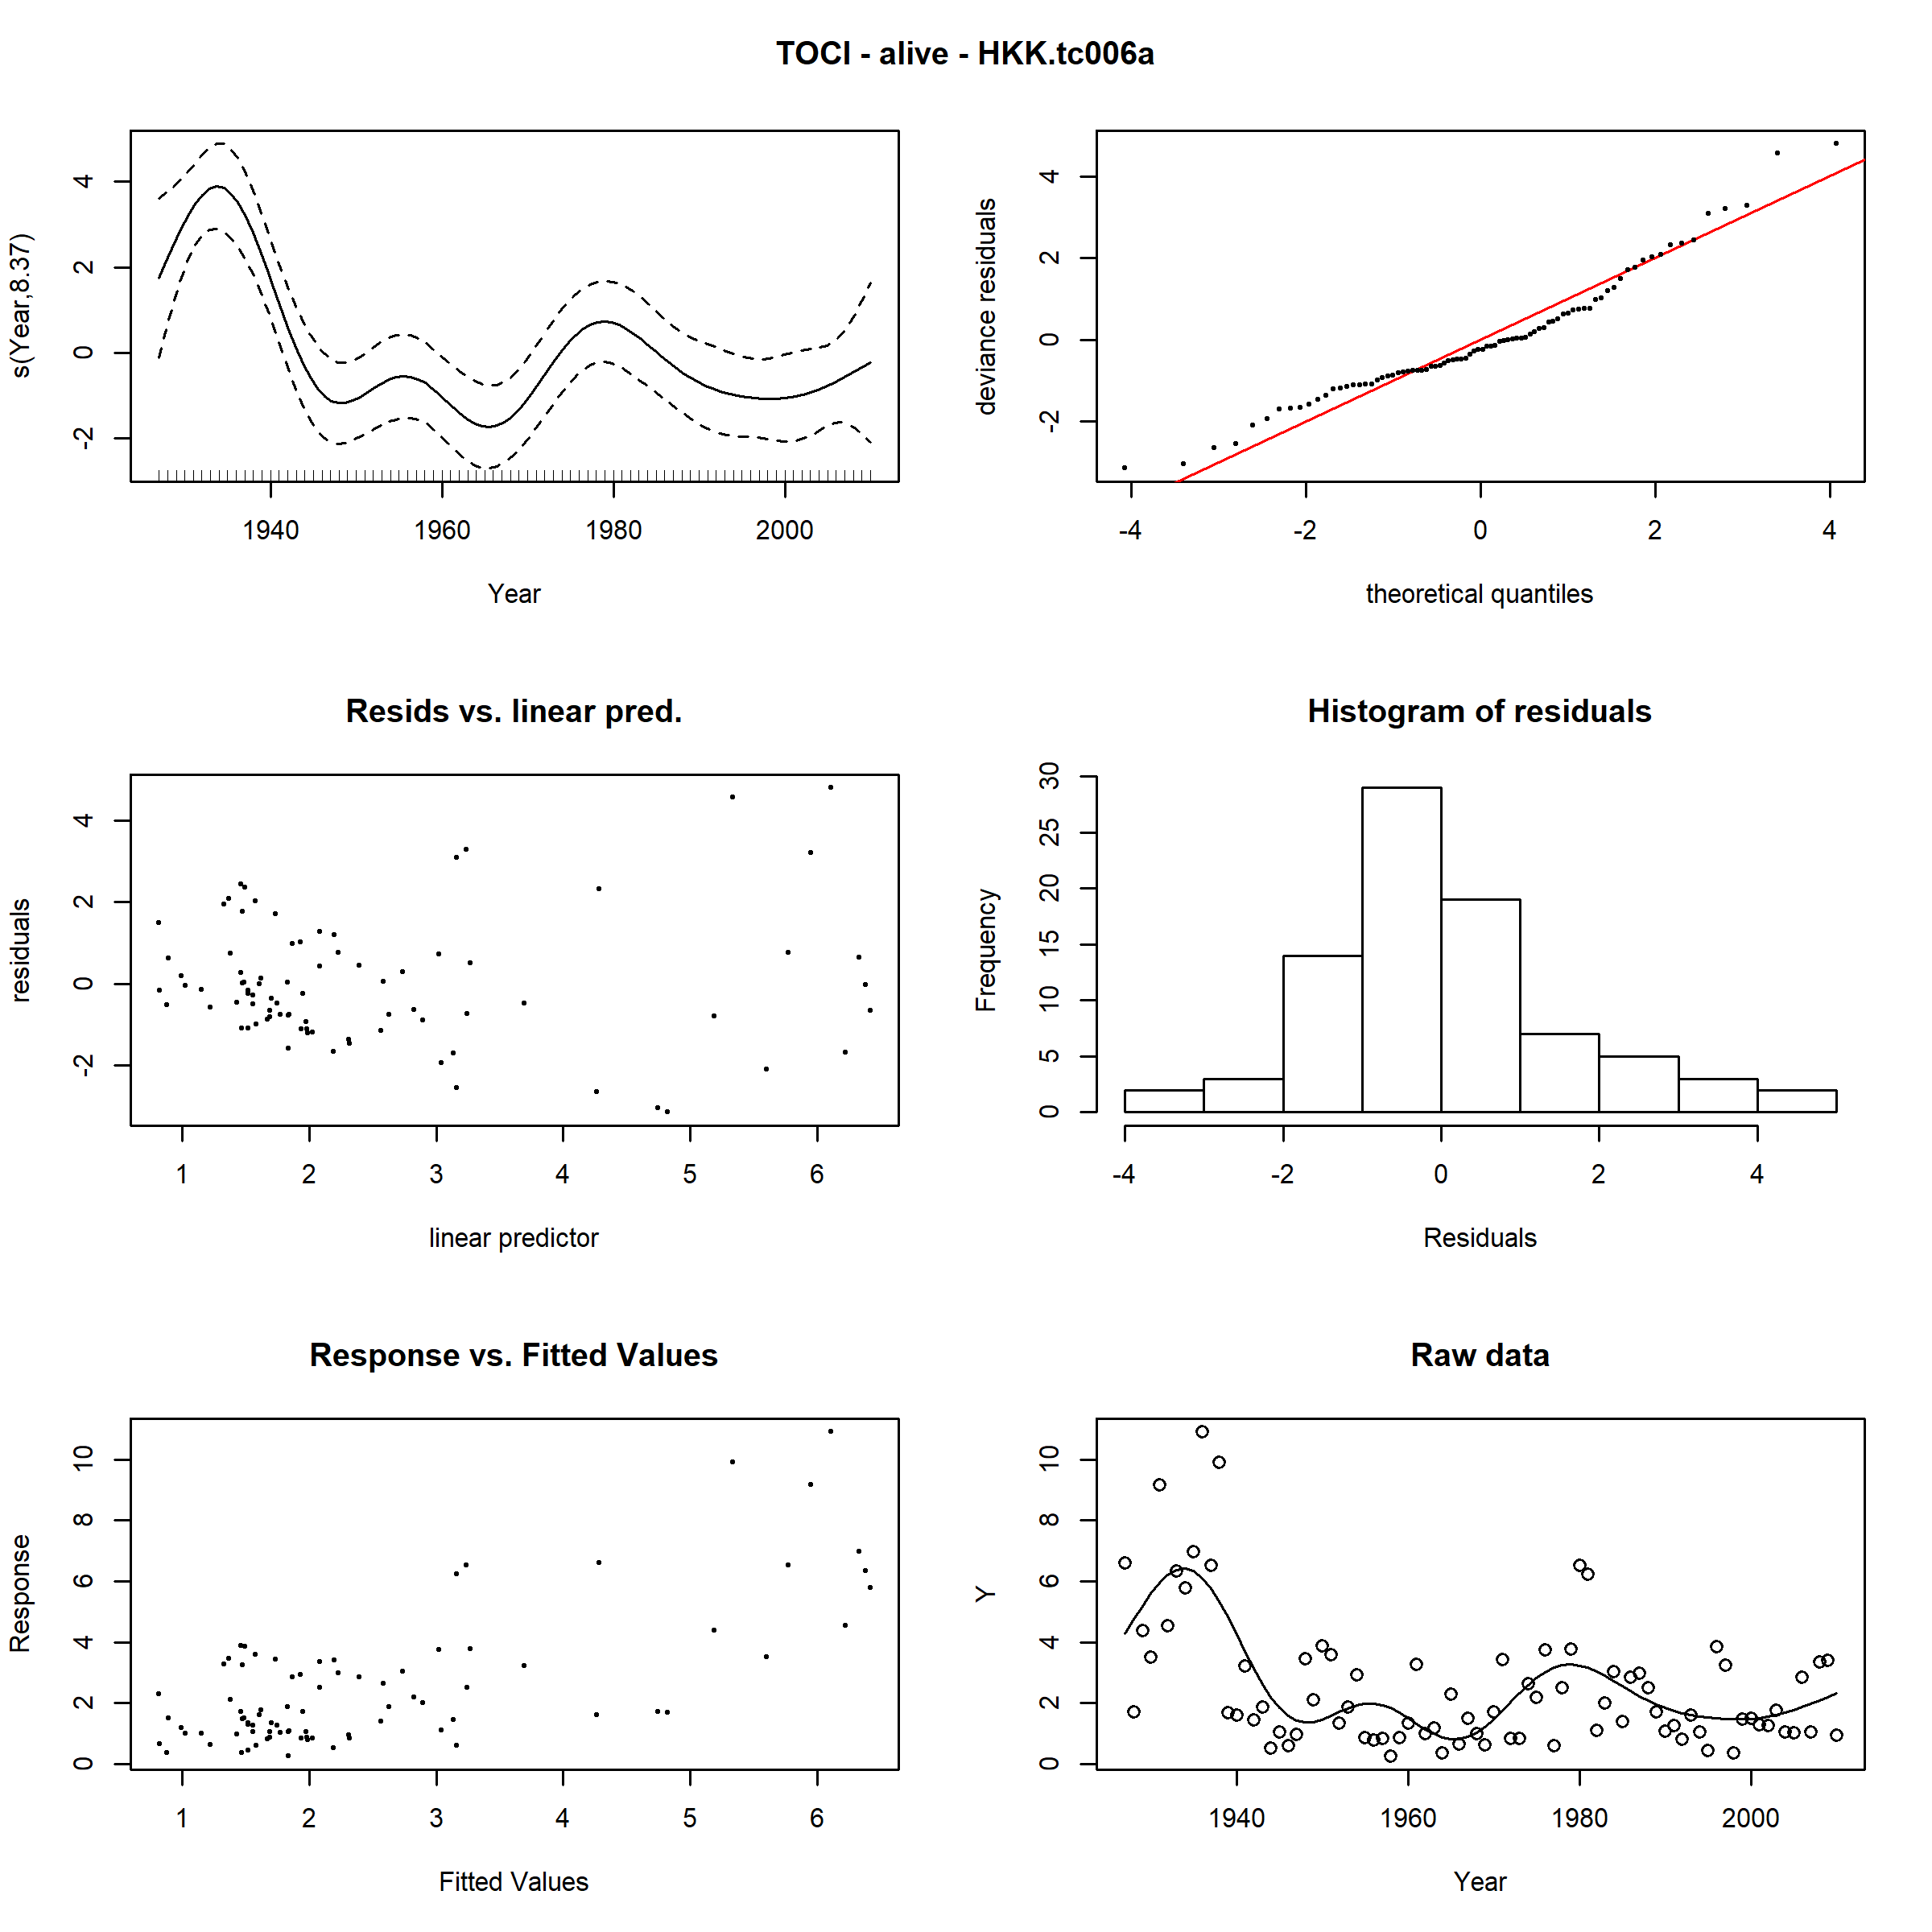 TOCI - alive - HKK.tc006a
s(Year,8.37)
4
2
0
-2
1940 1960 1980 2000
Year
deviance residuals
4
2
0
-2
-4 -2 0 2 4
theoretical quantiles
Resids vs. linear pred.
residuals
4
2
0
-2
1 2 3 4 5 6
linear predictor
Histogram of residuals
Frequency
30
25
20
15
10
5
0
-4 -2 0 2 4
Residuals
Response vs. Fitted Values
Response
10
8
6
4
2
0
1 2 3 4 5 6
Fitted Values
Raw data
Y
10
8
6
4
2
0
1940 1960 1980 2000
Year